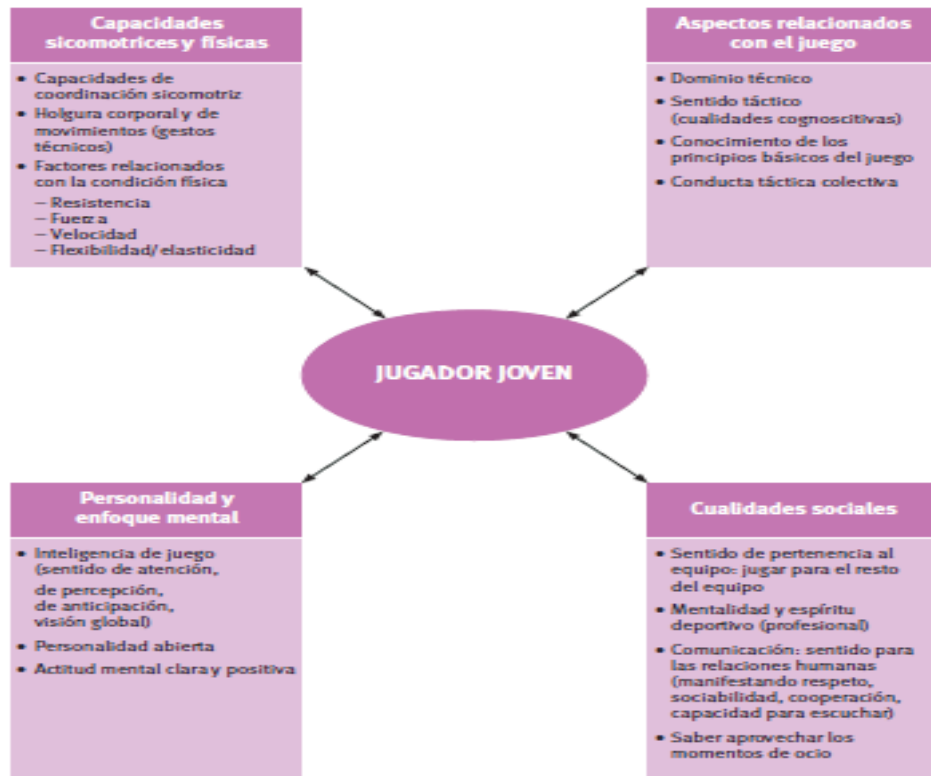 Capacidades
sicomotrices y físicas
• Capacidades de
coordinación sicomotriz
• Holgura corporal y de
movimientos (gestos
técnicos)
• Factores relacionados
con la condición física
– Resistencia
– Fuerza
– Velocidad
– Flexibilidad/elasticidad
Aspectos relacionados
con el juego
• Dominio técnico
• Sentido táctico
(cualidades cognoscitivas)
• Conocimiento de los
principios básicos del juego
• Conducta táctica colectiva
JUGADOR JOVEN
Personalidad y
enfoque mental
• Inteligencia de juego
(sentido de atención,
de percepción,
de anticipación,
visión global)
• Personalidad abierta
• Actitud mental clara y positiva
Cualidades sociales
• Sentido de pertenencia al
equipo: jugar para el resto
del equipo
• Mentalidad y espíritu
deportivo (profesional)
• Comunicación: sentido para
las relaciones humanas
(manifestando respeto,
sociabilidad, cooperación,
capacidad para escuchar)
• Saber aprovechar los
momentos de ocio